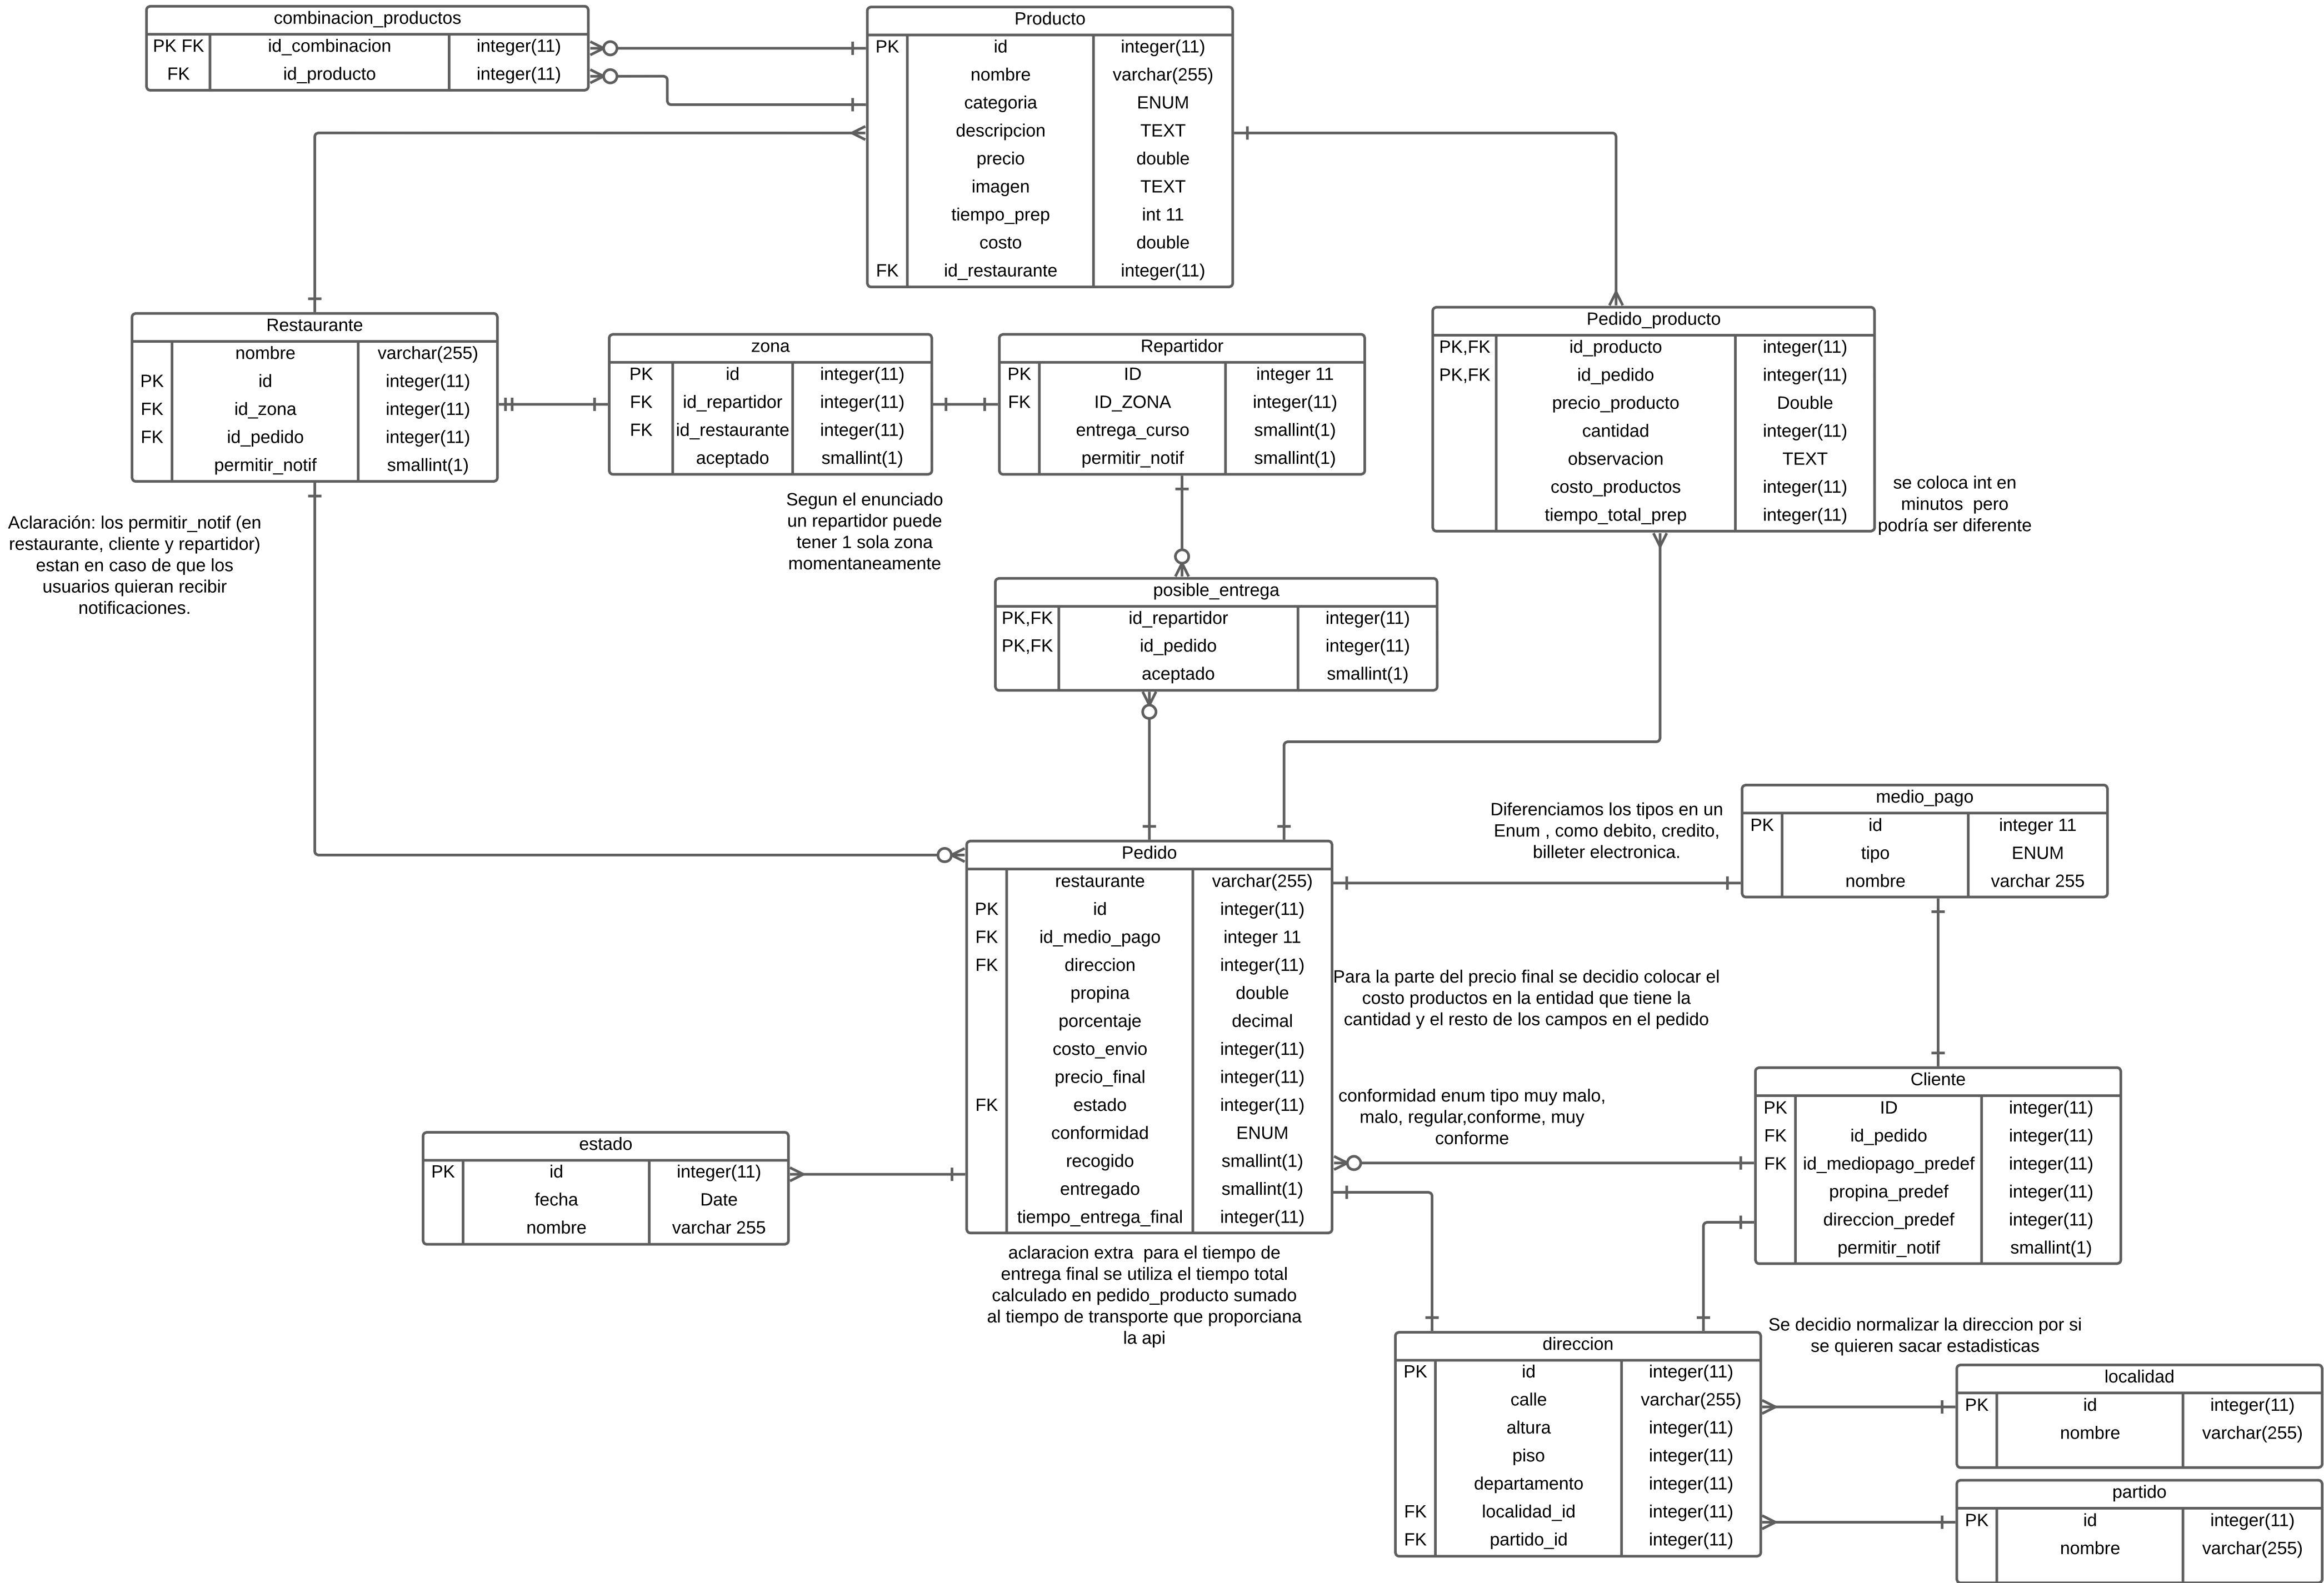 combinacion_productos
PK FK id_combinacion integer(11)
FK id_producto integer(11)
Producto
PK id integer(11)
nombre varchar(255)
categoria ENUM
descripcion TEXT
precio double
imagen TEXT
tiempo_prep int 11
costo double
FK id_restaurante integer(11)
Restaurante
nombre varchar(255)
PK id integer(11)
FK id_zona integer(11)
FK id_pedido integer(11)
permitir_notif smallint(1)
zona
PK id integer(11)
FK id_repartidor integer(11)
FK id_restaurante integer(11)
aceptado smallint(1)
Repartidor
PK ID integer 11
FK ID_ZONA integer(11)
entrega_curso smallint(1)
permitir_notif smallint(1)
Pedido_producto
PK,FK id_producto integer(11)
PK,FK id_pedido integer(11)
precio_producto Double
cantidad integer(11)
observacion TEXT
costo_productos integer(11)
tiempo_total_prep integer(11)
se coloca int en
minutos pero
podría ser diferente
Aclaración: los permitir_notif (en
restaurante, cliente y repartidor)
estan en caso de que los
usuarios quieran recibir
notificaciones.
Segun el enunciado
un repartidor puede
tener 1 sola zona
momentaneamente
posible_entrega
PK,FK id_repartidor integer(11)
PK,FK id_pedido integer(11)
aceptado smallint(1)
Diferenciamos los tipos en un
Enum , como debito, credito,
billeter electronica.
medio_pago
PK id integer 11
tipo ENUM
nombre varchar 255
Pedido
restaurante varchar(255)
PK id integer(11)
FK id_medio_pago integer 11
FK direccion integer(11)
propina double
porcentaje decimal
costo_envio integer(11)
precio_final integer(11)
FK estado integer(11)
conformidad ENUM
recogido smallint(1)
entregado smallint(1)
tiempo_entrega_final integer(11)
Para la parte del precio final se decidio colocar el
costo productos en la entidad que tiene la
cantidad y el resto de los campos en el pedido
conformidad enum tipo muy malo,
malo, regular,conforme, muy
conforme
Cliente
PK ID integer(11)
FK id_pedido integer(11)
FK id_mediopago_predef integer(11)
propina_predef integer(11)
direccion_predef integer(11)
permitir_notif smallint(1)
estado
PK id integer(11)
fecha Date
nombre varchar 255
aclaracion extra para el tiempo de
entrega final se utiliza el tiempo total
calculado en pedido_producto sumado
al tiempo de transporte que proporciana
la api
Se decidio normalizar la direccion por si
se quieren sacar estadisticas
direccion
PK id integer(11)
calle varchar(255)
altura integer(11)
piso integer(11)
departamento integer(11)
FK localidad_id integer(11)
FK partido_id integer(11)
localidad
PK id integer(11)
nombre varchar(255)
partido
PK id integer(11)
nombre varchar(255)